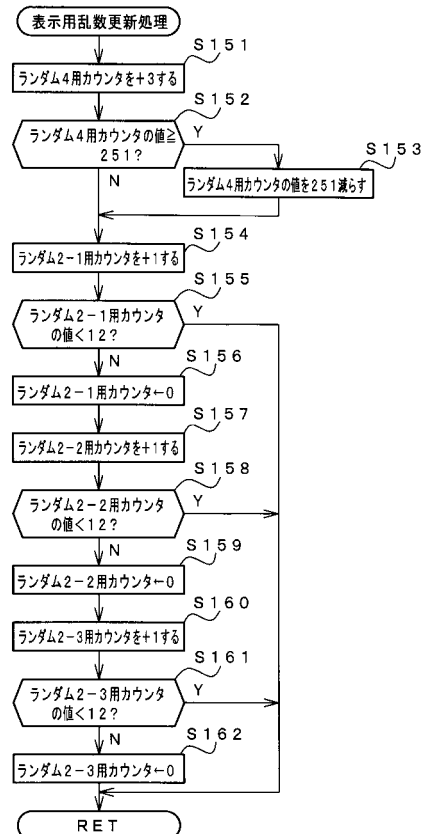 表示用乱数更新処理
S151
ランダム4用カウンタを+3する
S152
ランダム4用カウンタの値≧
251?
Y
N
S153
ランダム4用カウンタの値を251減らす
S154
ランダム2-1用カウンタを+1する
S155
ランダム2-1用カウンタ
の値<12?
Y
N
S156
ランダム2-1用カウンタ←0
S157
ランダム2-2用カウンタを+1する
S158
ランダム2-2用カウンタ
の値<12?
Y
N
S159
ランダム2-2用カウンタ←0
S160
ランダム2-3用カウンタを+1する
S161
ランダム2-3用カウンタ
の値<12?
Y
N
S162
ランダム2-3用カウンタ←0
RET